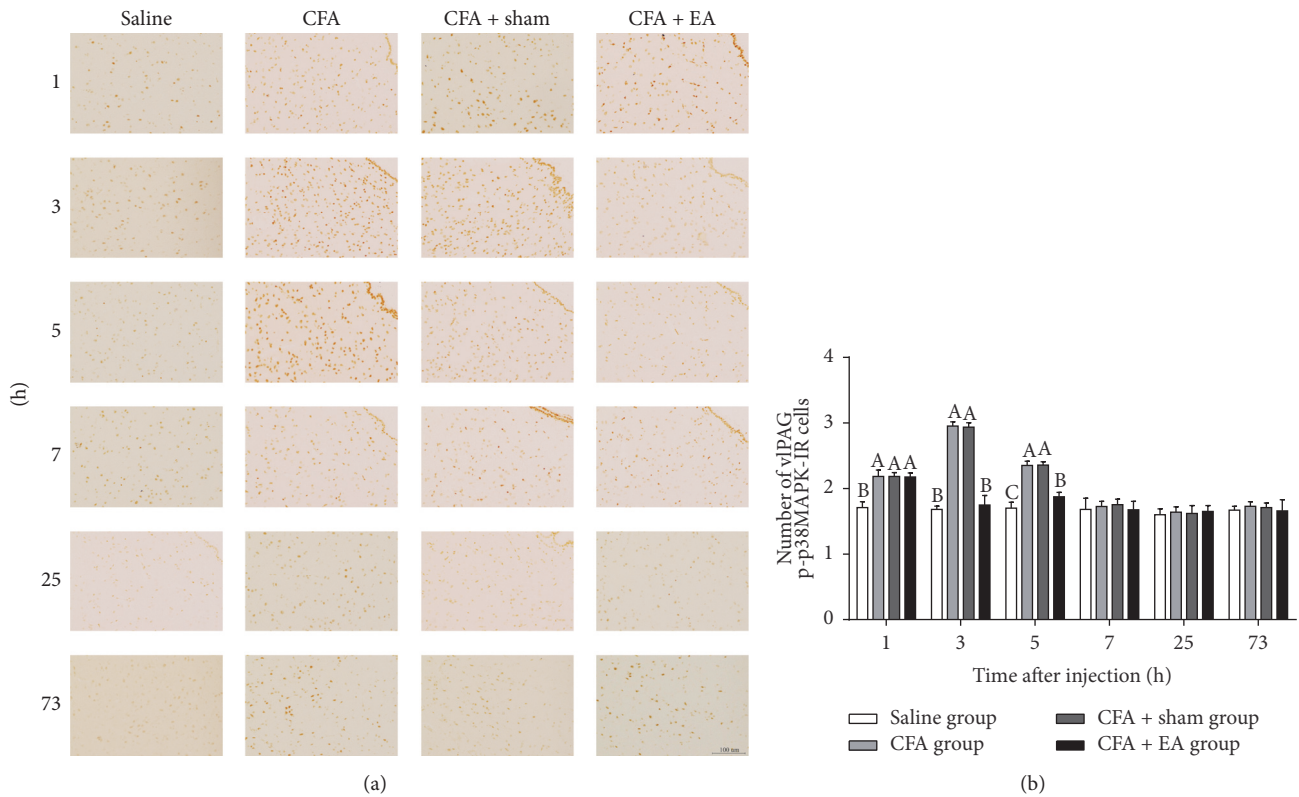 Saline CFA CFA + sham CFA + EA
1
3
5
7
25
73
(h)
100 nm
(a)
Number of vlPAG
p-p38MAPK-IR cells
4
3
2
1
0
B A A A
B A A B
C A A B
1 3 5 7 25 73
Time after injection (h)
Saline group
CFA group
CFA + sham group
CFA + EA group
(b)